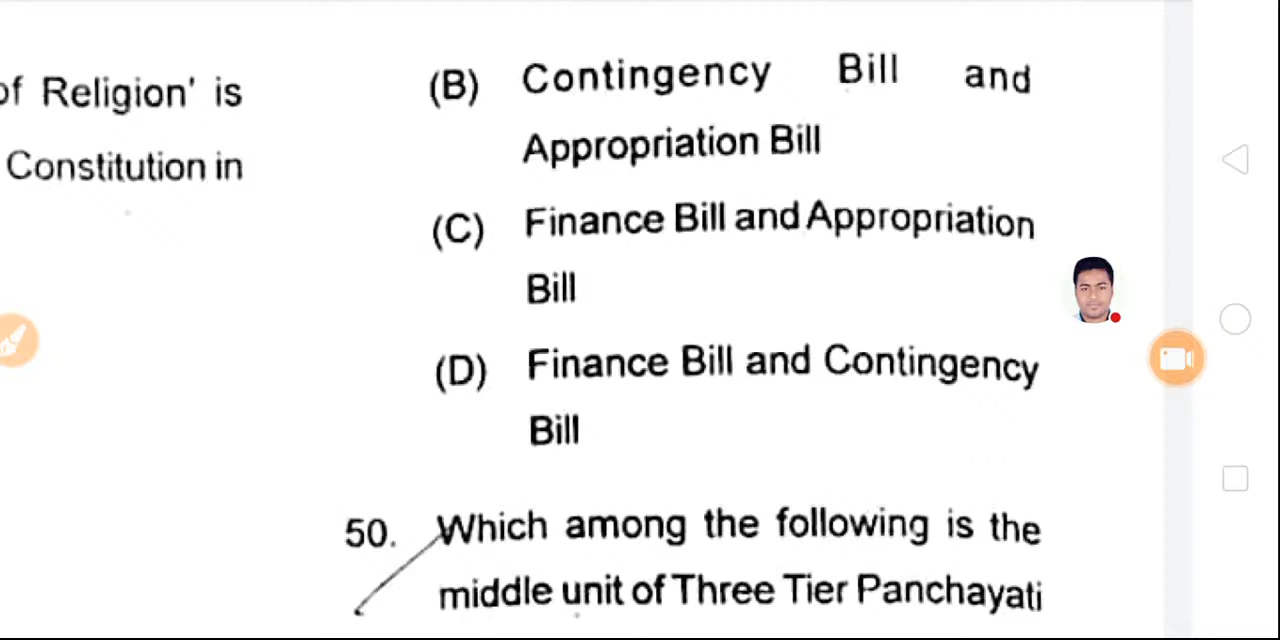 of Religion' is
Constitution in
(B) Contingency Bill and
Appropriation Bill
(C) Finance Bill and Appropriation
Bill
(D) Finance Bill and Contingency
Bill
50. Which among the following is the
middle unit of Three Tier Panchayati